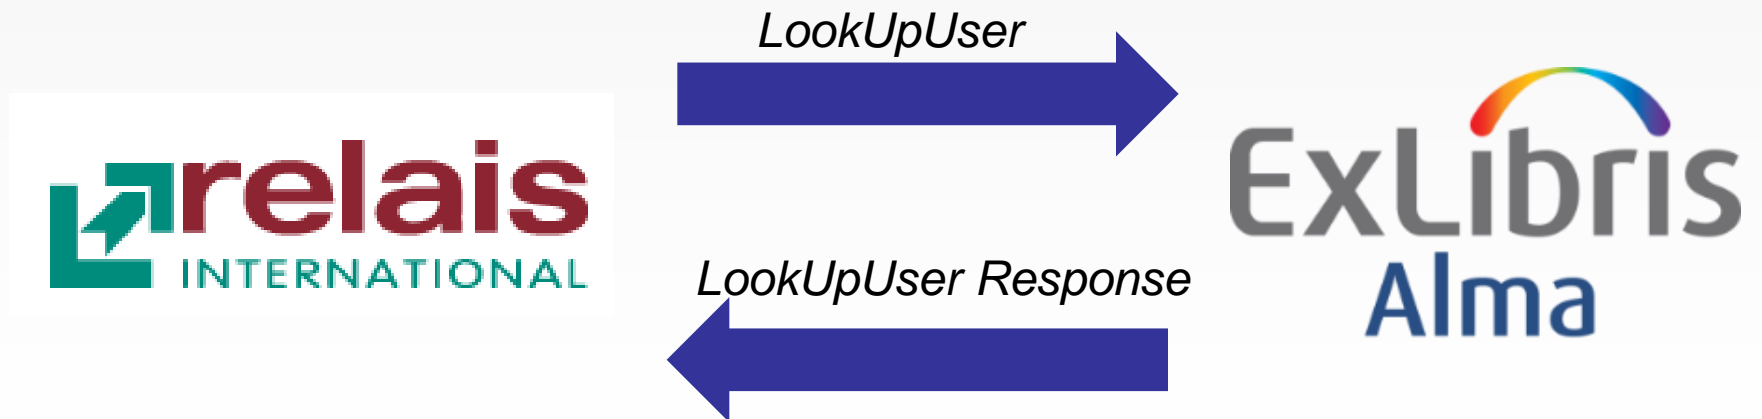 LookUpUser
relais
INTERNATIONAL
ExLibris
Alma
LookUpUser Response